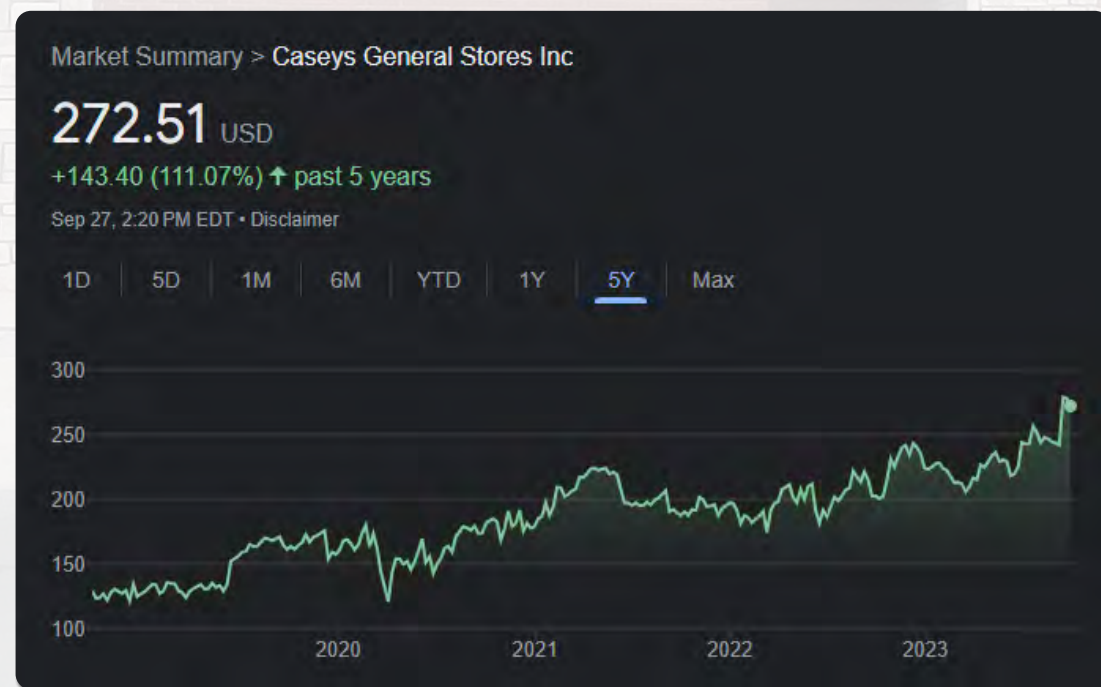 Market Summary > Caseys General Stores Inc
272.51 USD
+143.40 (111.07%) ↑ past 5 years
Sep 27, 2:20 PM EDT • Disclaimer
1D 5D 1M 6M YTD 1Y 5Y Max
300
250
200
150
100
2020 2021 2022 2023